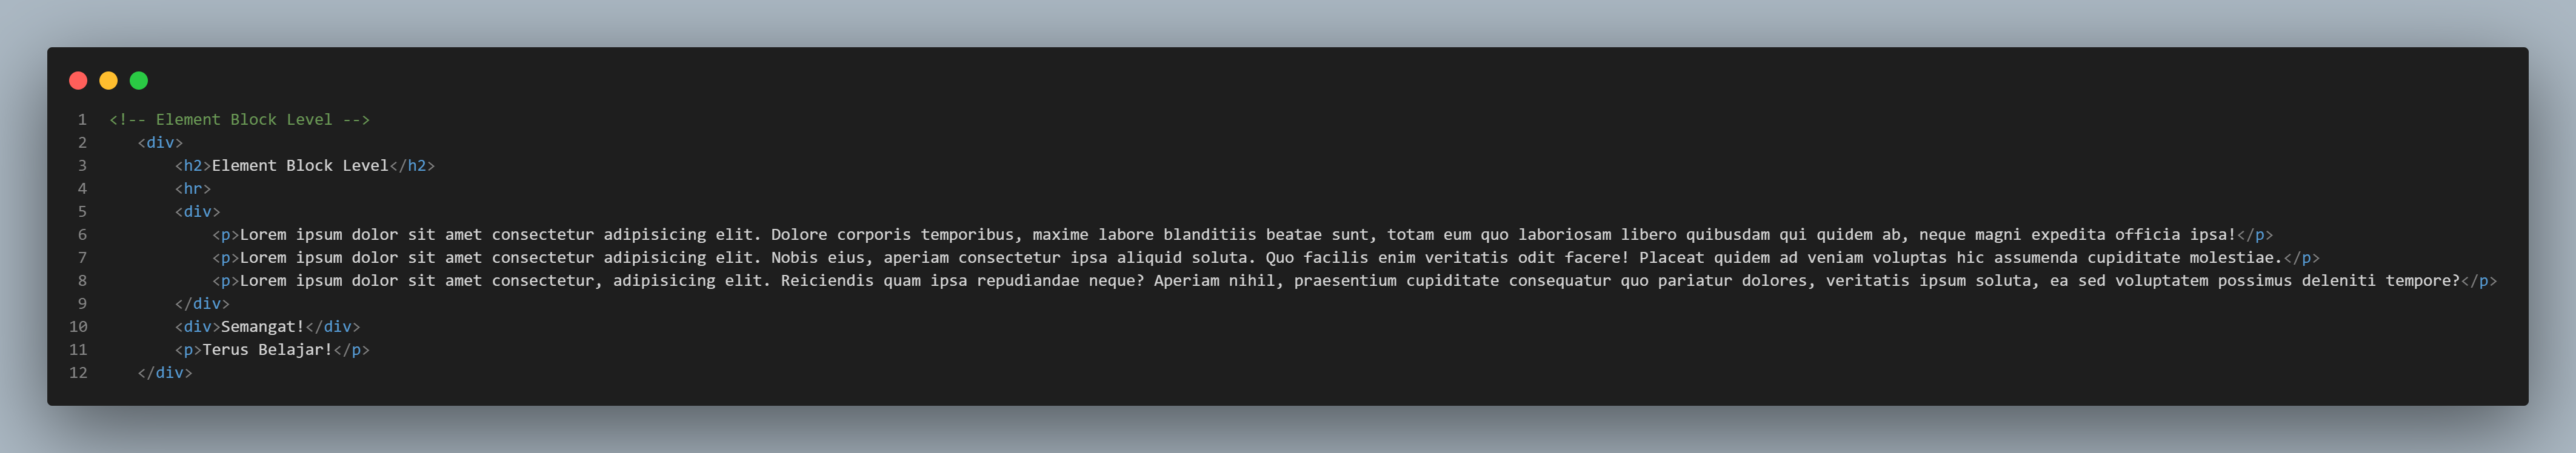 1 <!-- Element Block Level -->
2 <div>
3 <h2>Element Block Level</h2>
4 <hr>
5 <div>
6 <p>Lorem ipsum dolor sit amet consectetur adipisicing elit. Dolore corporis temporibus, maxime labore blanditiis beatae sunt, totam eum quo laboriosam libero quibusdam qui quidem ab, neque magni expedita officia ipsa!</p>
7 <p>Lorem ipsum dolor sit amet consectetur adipisicing elit. Nobis eius, aperiam consectetur ipsa aliquid soluta. Quo facilis enim veritatis odit facere! Placeat quidem ad veniam voluptas hic assumenda cupiditate molestiae.</p>
8 <p>Lorem ipsum dolor sit amet consectetur, adipisicing elit. Reiciendis quam ipsa repudiandae neque? Aperiam nihil, praesentium cupiditate consequatur quo pariatur dolores, veritatis ipsum soluta, ea sed voluptatem possimus deleniti tempore?</p>
9 </div>
10 <div>Semangat!</div>
11 <p>Terus Belajar!</p>
12 </div>